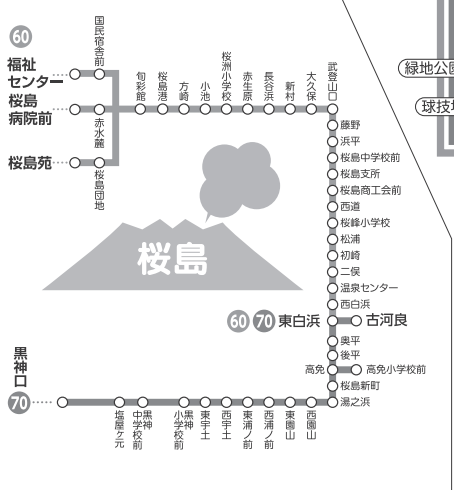 60
福祉
センター
桜島
病院前
桜島苑
国民宿舎前
赤水麓
桜島団地
旬彩館
桜島港
方崎
小池
桜洲小学校
赤生原
長谷浜
新村
大久保
武登山口
藤野
浜平
桜島中学校前
桜島支所
桜島商工会前
西道
桜峰小学校
松浦
初崎
二俣
温泉センター
西白浜
60 70 東白浜
古河良
奥平
後平
高免
高免小学校前
桜島新町
湯之浜
桜島
黒神口
70
塩屋ヶ元
黒神
中学校前
黒神
小学校前
東宇土
西宇土
東浦ノ前
西浦ノ前
東園山
西園山
緑地公園
球技場